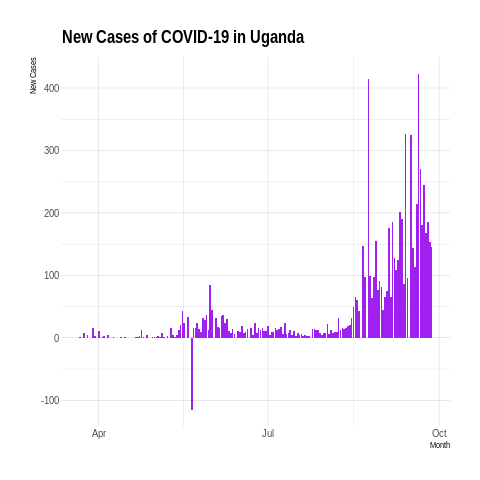 New Cases of COVID-19 in Uganda
New Cases
400
300
200
100
0
-100
Apr
Jul
Oct
Month